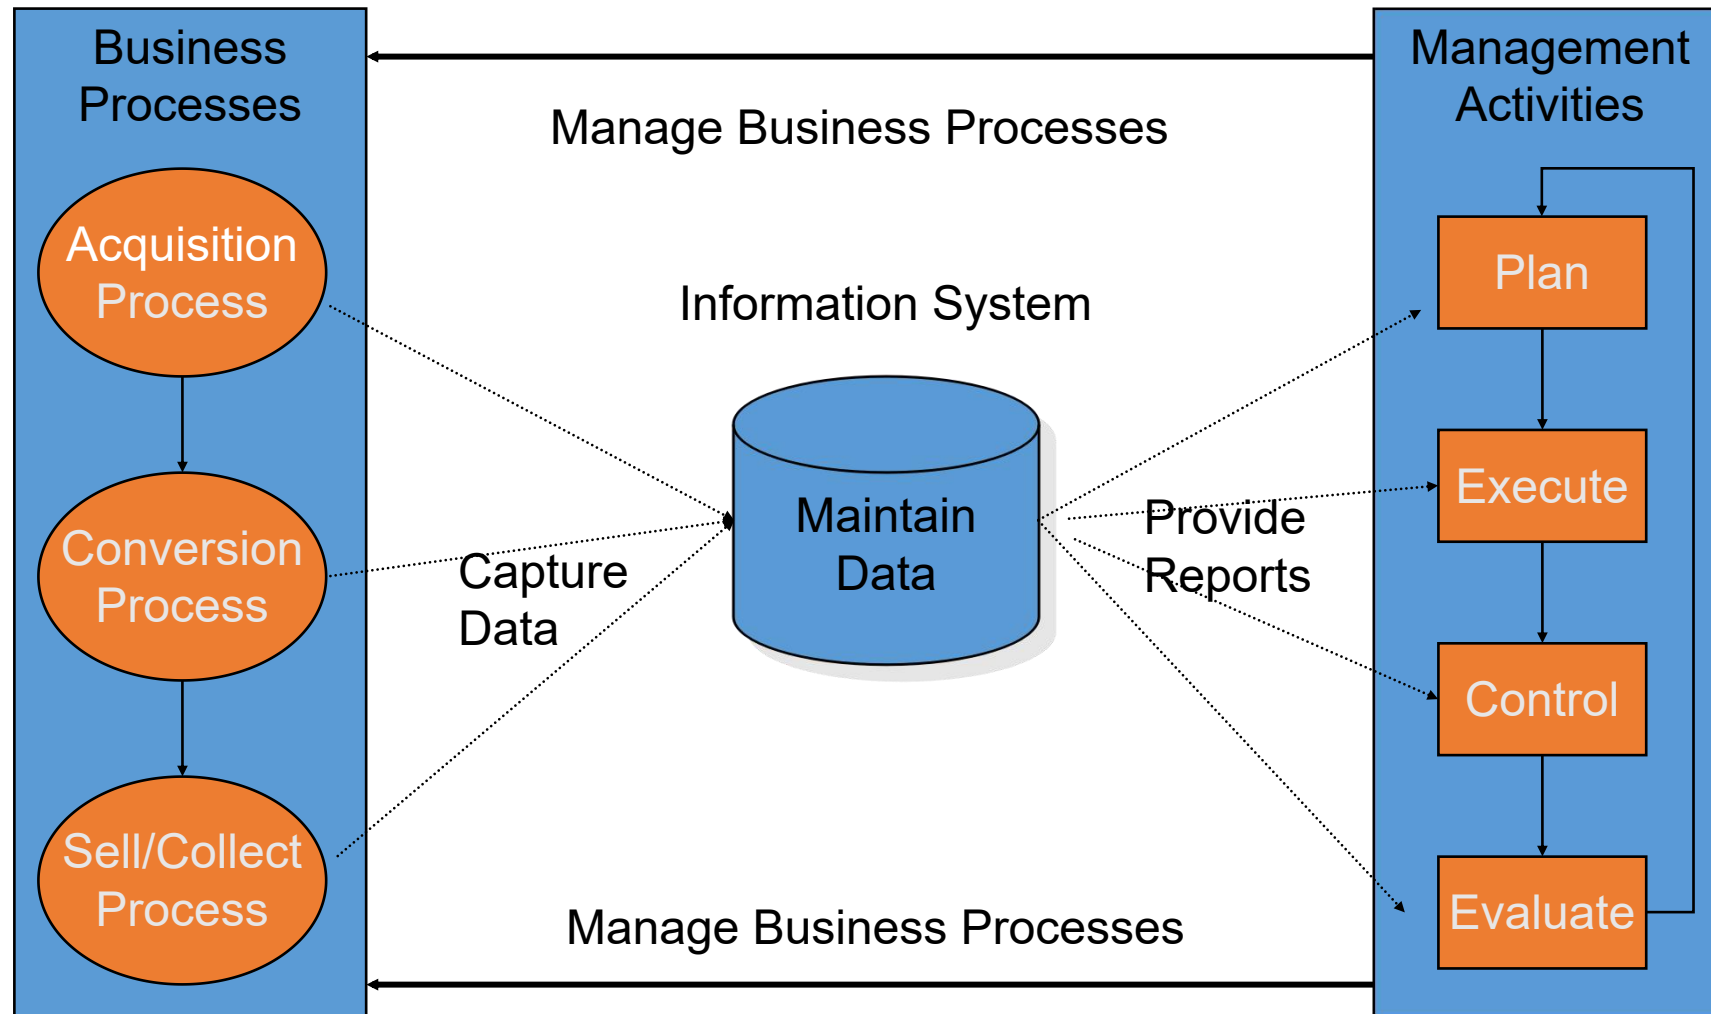 Business
Processes
Acquisition
Process
Conversion
Process
Sell/Collect
Process
Manage Business Processes
Information System
Capture
Data
Maintain
Data
Provide
Reports
Manage Business Processes
Management
Activities
Plan
Execute
Control
Evaluate